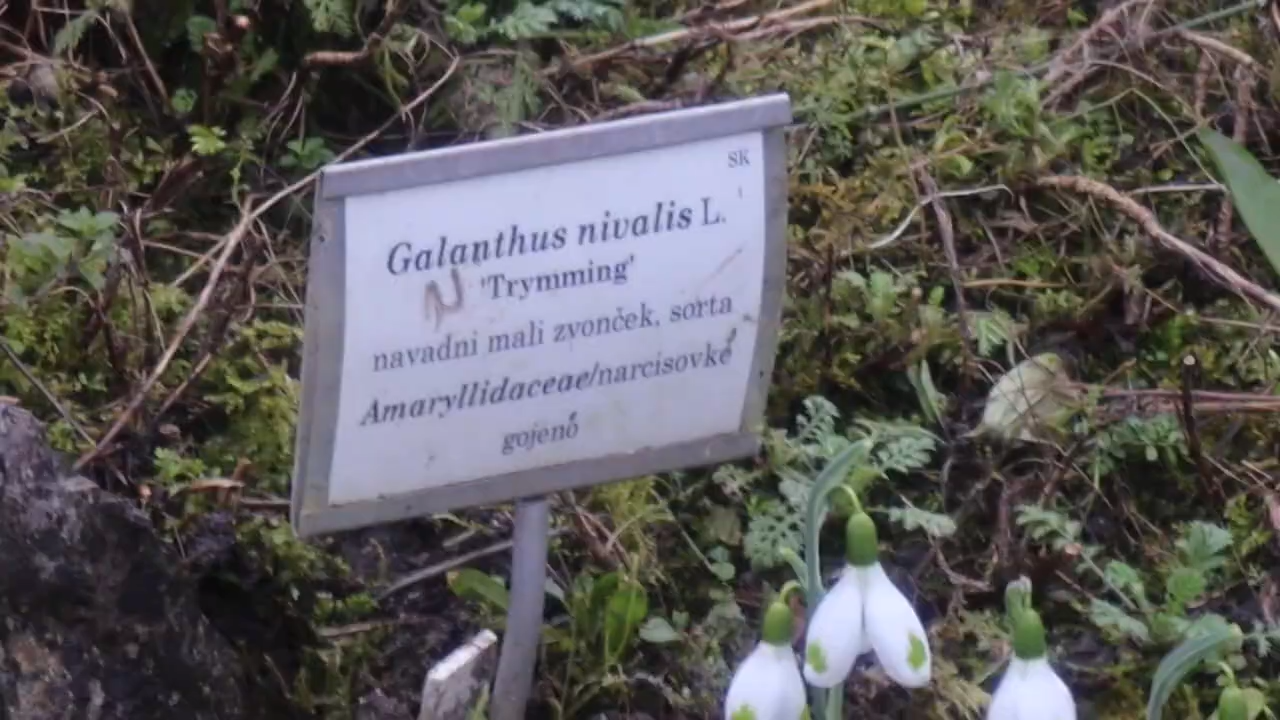 SK
Galanthus nivalis L.
'Trymming'
navadni mali zvonček, sorta
Amaryllidaceae/narcisovke
gojeno